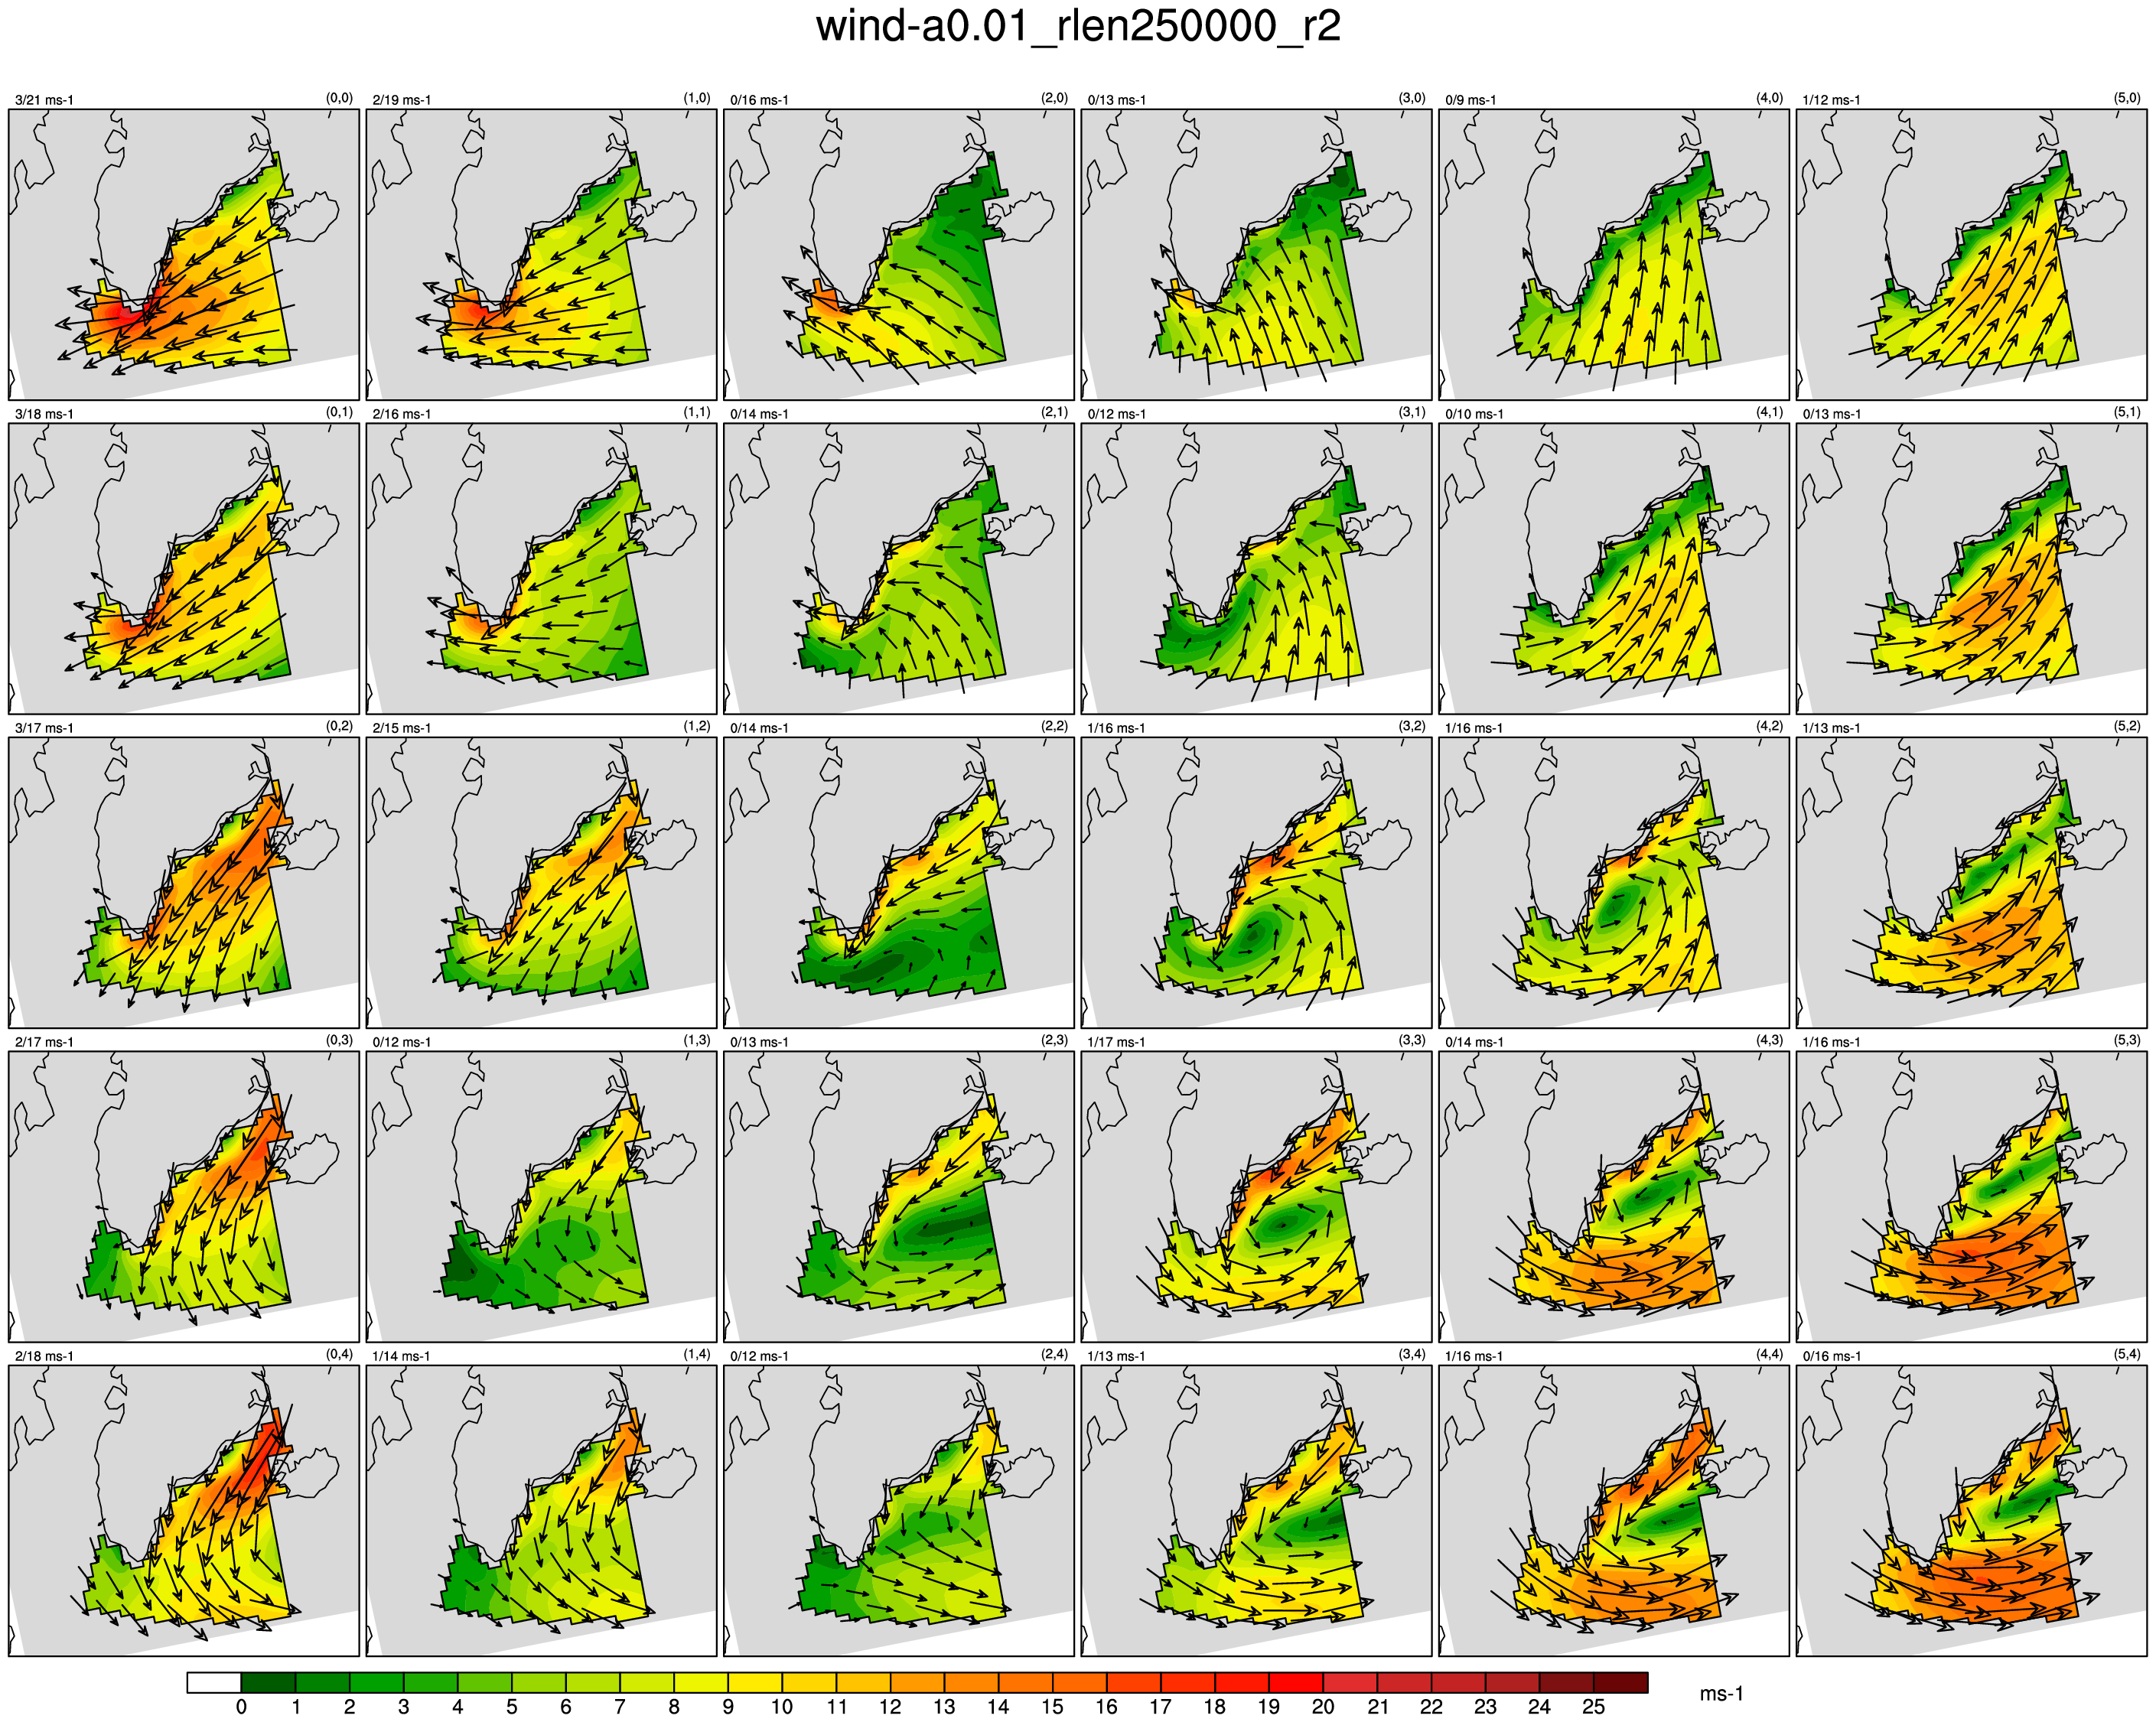 wind-a0.01_rlen250000_r2
3/21 ms-1 (0,0) 2/19 ms-1 (1,0) 0/16 ms-1 (2,0) 0/13 ms-1 (3,0) 0/9 ms-1 (4,0) 1/12 ms-1 (5,0)
3/18 ms-1 (0,1) 2/16 ms-1 (1,1) 0/14 ms-1 (2,1) 0/12 ms-1 (3,1) 0/10 ms-1 (4,1) 0/13 ms-1 (5,1)
3/17 ms-1 (0,2) 2/15 ms-1 (1,2) 0/14 ms-1 (2,2) 1/16 ms-1 (3,2) 1/16 ms-1 (4,2) 1/13 ms-1 (5,2)
2/17 ms-1 (0,3) 0/12 ms-1 (1,3) 0/13 ms-1 (2,3) 1/17 ms-1 (3,3) 0/14 ms-1 (4,3) 1/16 ms-1 (5,3)
2/18 ms-1 (0,4) 1/14 ms-1 (1,4) 0/12 ms-1 (2,4) 1/13 ms-1 (3,4) 1/16 ms-1 (4,4) 0/16 ms-1 (5,4)
0 1 2 3 4 5 6 7 8 9 10 11 12 13 14 15 16 17 18 19 20 21 22 23 24 25 ms-1